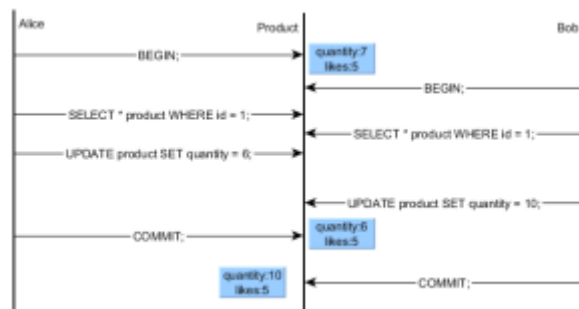 Alice
Product
Bob
quantity:7
likes:5
BEGIN;
BEGIN;
SELECT * product WHERE id = 1;
SELECT * product WHERE id = 1;
UPDATE product SET quantity = 6;
UPDATE product SET quantity = 10;
quantity:6
likes:5
COMMIT;
quantity:10
likes:5
COMMIT;